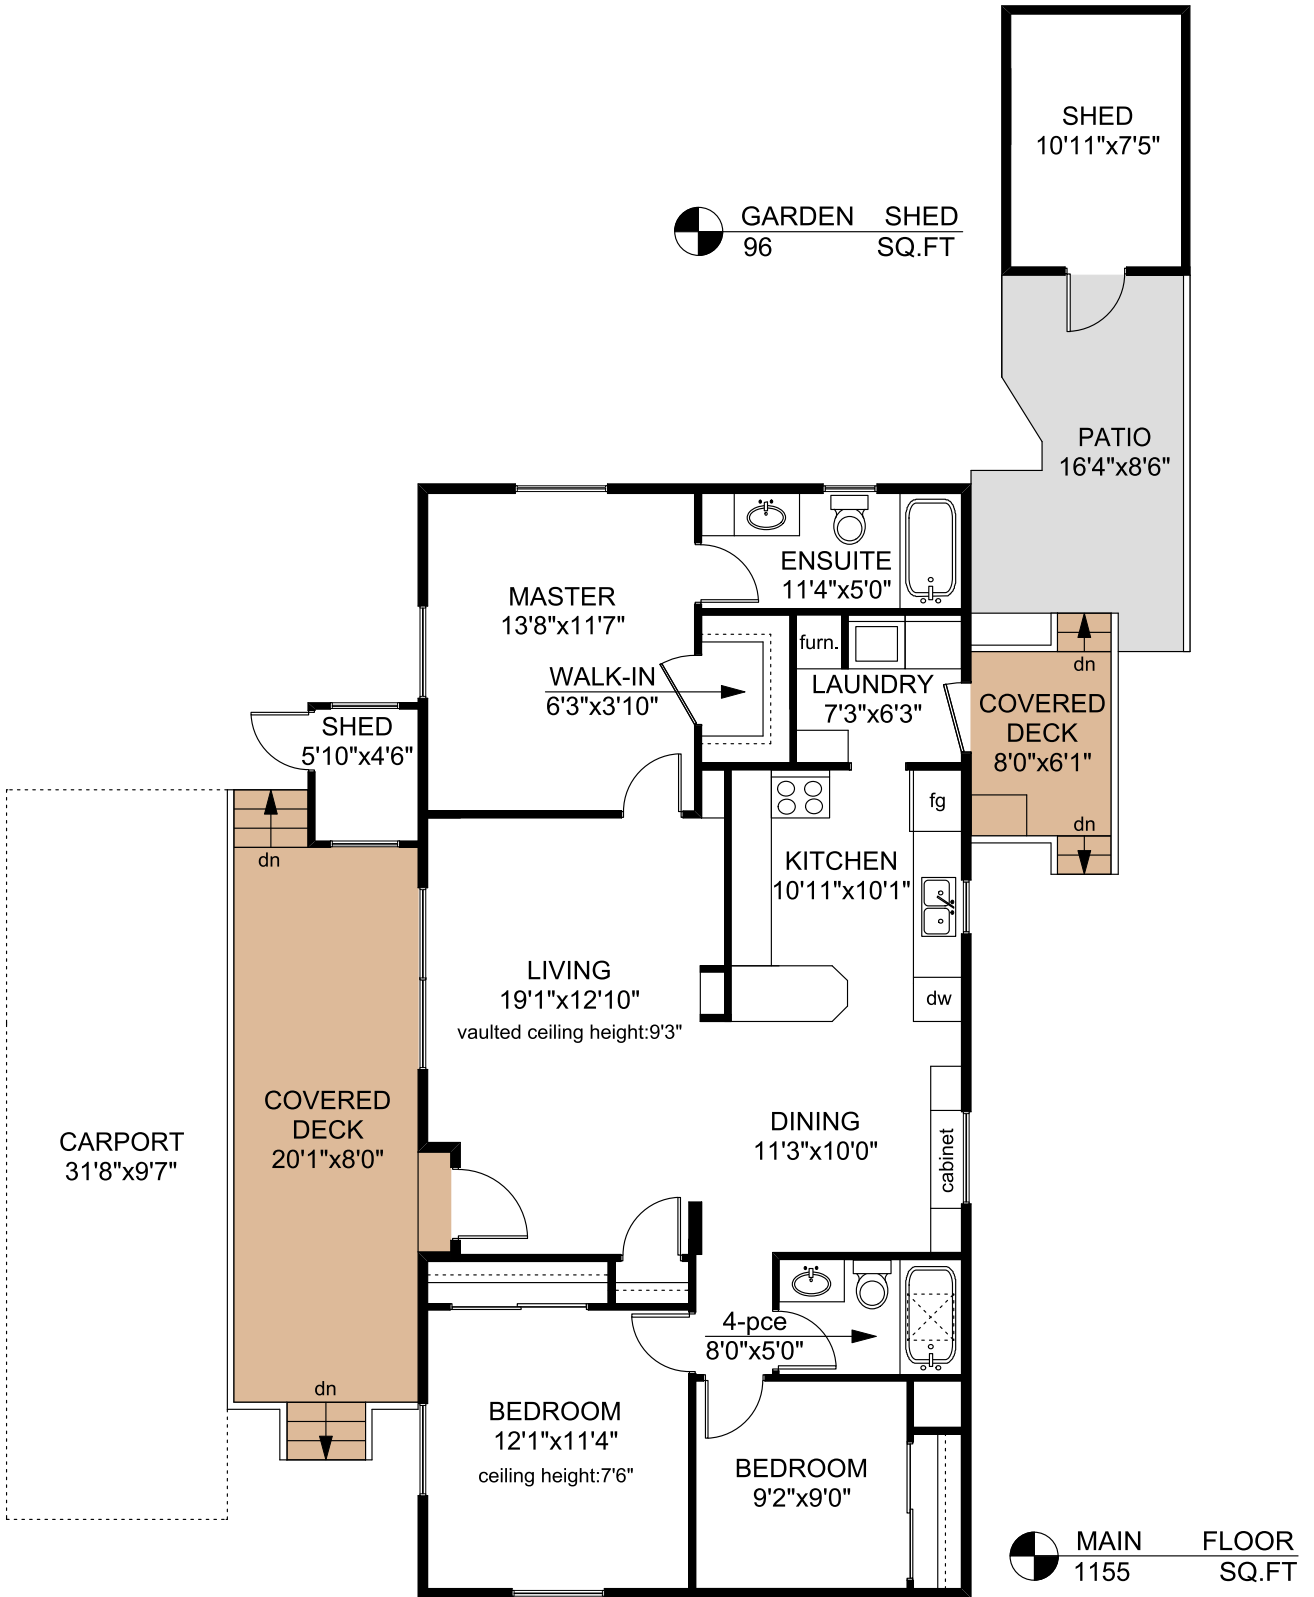 SHED
10'11"x7'5"
GARDEN SHED
96 SQ.FT
PATIO
16'4"x8'6"
ENSUITE
11'4"x5'0"
MASTER
13'8"x11'7"
furn.
WALK-IN
6'3"x3'10"
LAUNDRY
7'3"x6'3"
dn
COVERED
DECK
8'0"x6'1"
dn
SHED
5'10"x4'6"
fg
dn
KITCHEN
10'11"x10'1"
LIVING
19'1"x12'10"
vaulted ceiling height:9'3"
dw
COVERED
DECK
20'1"x8'0"
CARPORT
31'8"x9'7"
DINING
11'3"x10'0"
cabinet
4-pce
8'0"x5'0"
dn
BEDROOM
12'1"x11'4"
ceiling height:7'6"
BEDROOM
9'2"x9'0"
MAIN FLOOR
1155 SQ.FT